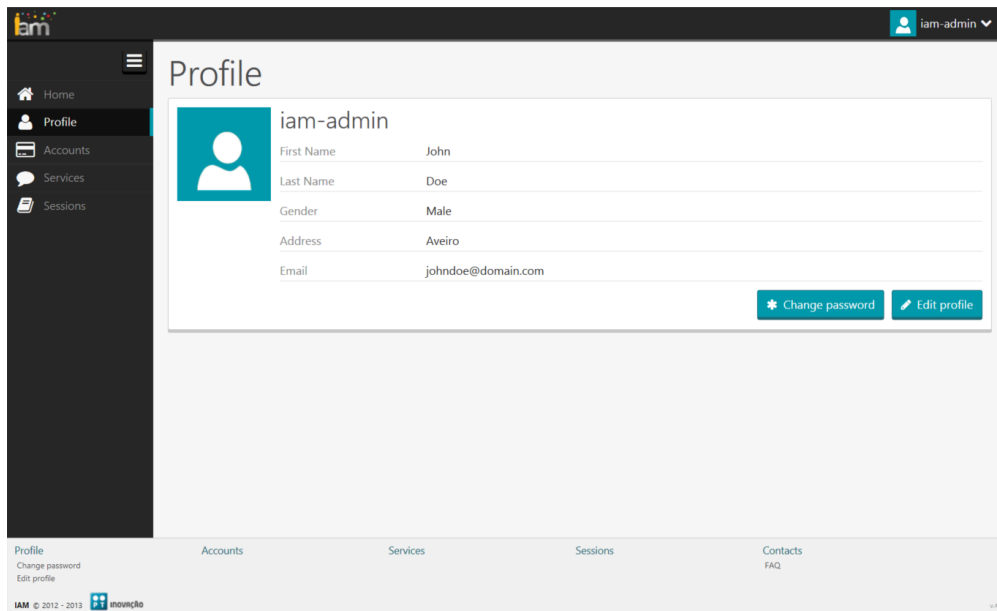 iam
iam-admin
Home
Profile
Accounts
Services
Sessions
Profile
iam-admin
First Name John
Last Name Doe
Gender Male
Address Aveiro
Email johndoe@domain.com
Change password Edit profile
Profile Accounts Services Sessions Contacts
Change password FAQ
Edit profile
IAM © 2012 - 2013 PT inovação